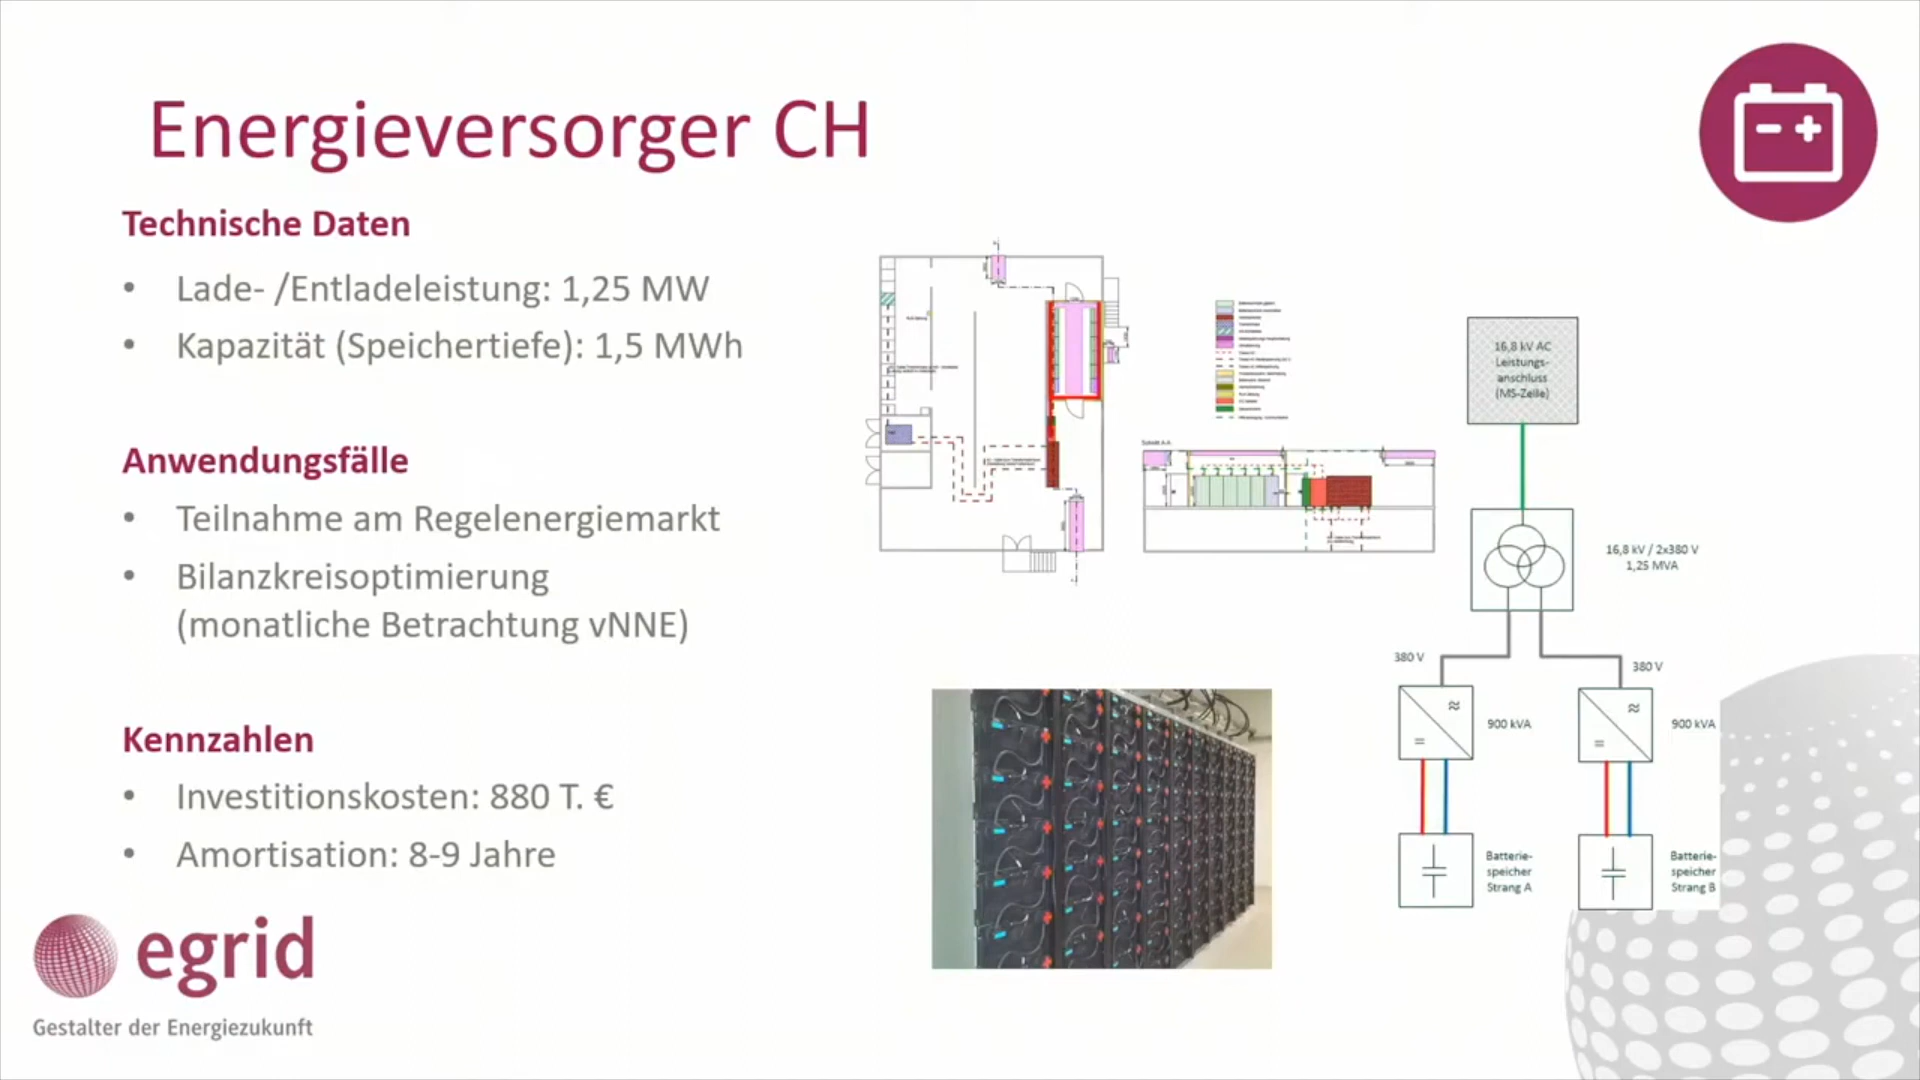 Energieversorger CH
Technische Daten
• Lade- /Entladeleistung: 1,25 MW
• Kapazität (Speichertiefe): 1,5 MWh
Anwendungsfälle
• Teilnahme am Regelenergiemarkt
• Bilanzkreisoptimierung
(monatliche Betrachtung vNNE)
Kennzahlen
• Investitionskosten: 880 T. €
• Amortisation: 8-9 Jahre
egrid
Gestalter der Energiezukunft
Schnitt A-A
16,8 kV AC
Leistungs-
anschluss
(MS-Zelle)
16,8 kV / 2x380 V
1,25 MVA
380 V
380 V
900 kVA
900 kVA
Batterie-
speicher
Strang A
Batterie-
speicher
Strang B